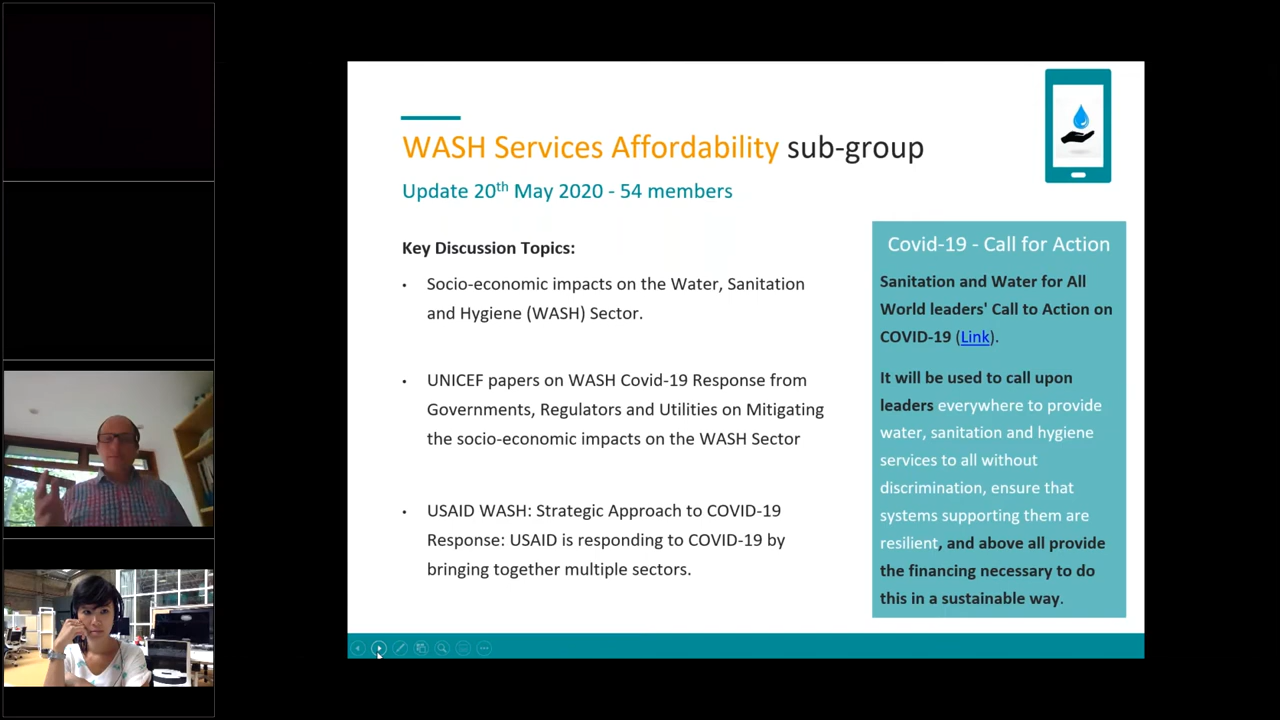 WASH Services Affordability sub-group
Update 20th May 2020 - 54 members
Key Discussion Topics:
• Socio-economic impacts on the Water, Sanitation
and Hygiene (WASH) Sector.
• UNICEF papers on WASH Covid-19 Response from
Governments, Regulators and Utilities on Mitigating
the socio-economic impacts on the WASH Sector
• USAID WASH: Strategic Approach to COVID-19
Response: USAID is responding to COVID-19 by
bringing together multiple sectors.
Covid-19 - Call for Action
Sanitation and Water for All
World leaders' Call to Action on
COVID-19 (Link).
It will be used to call upon
leaders everywhere to provide
water, sanitation and hygiene
services to all without
discrimination, ensure that
systems supporting them are
resilient, and above all provide
the financing necessary to do
this in a sustainable way.